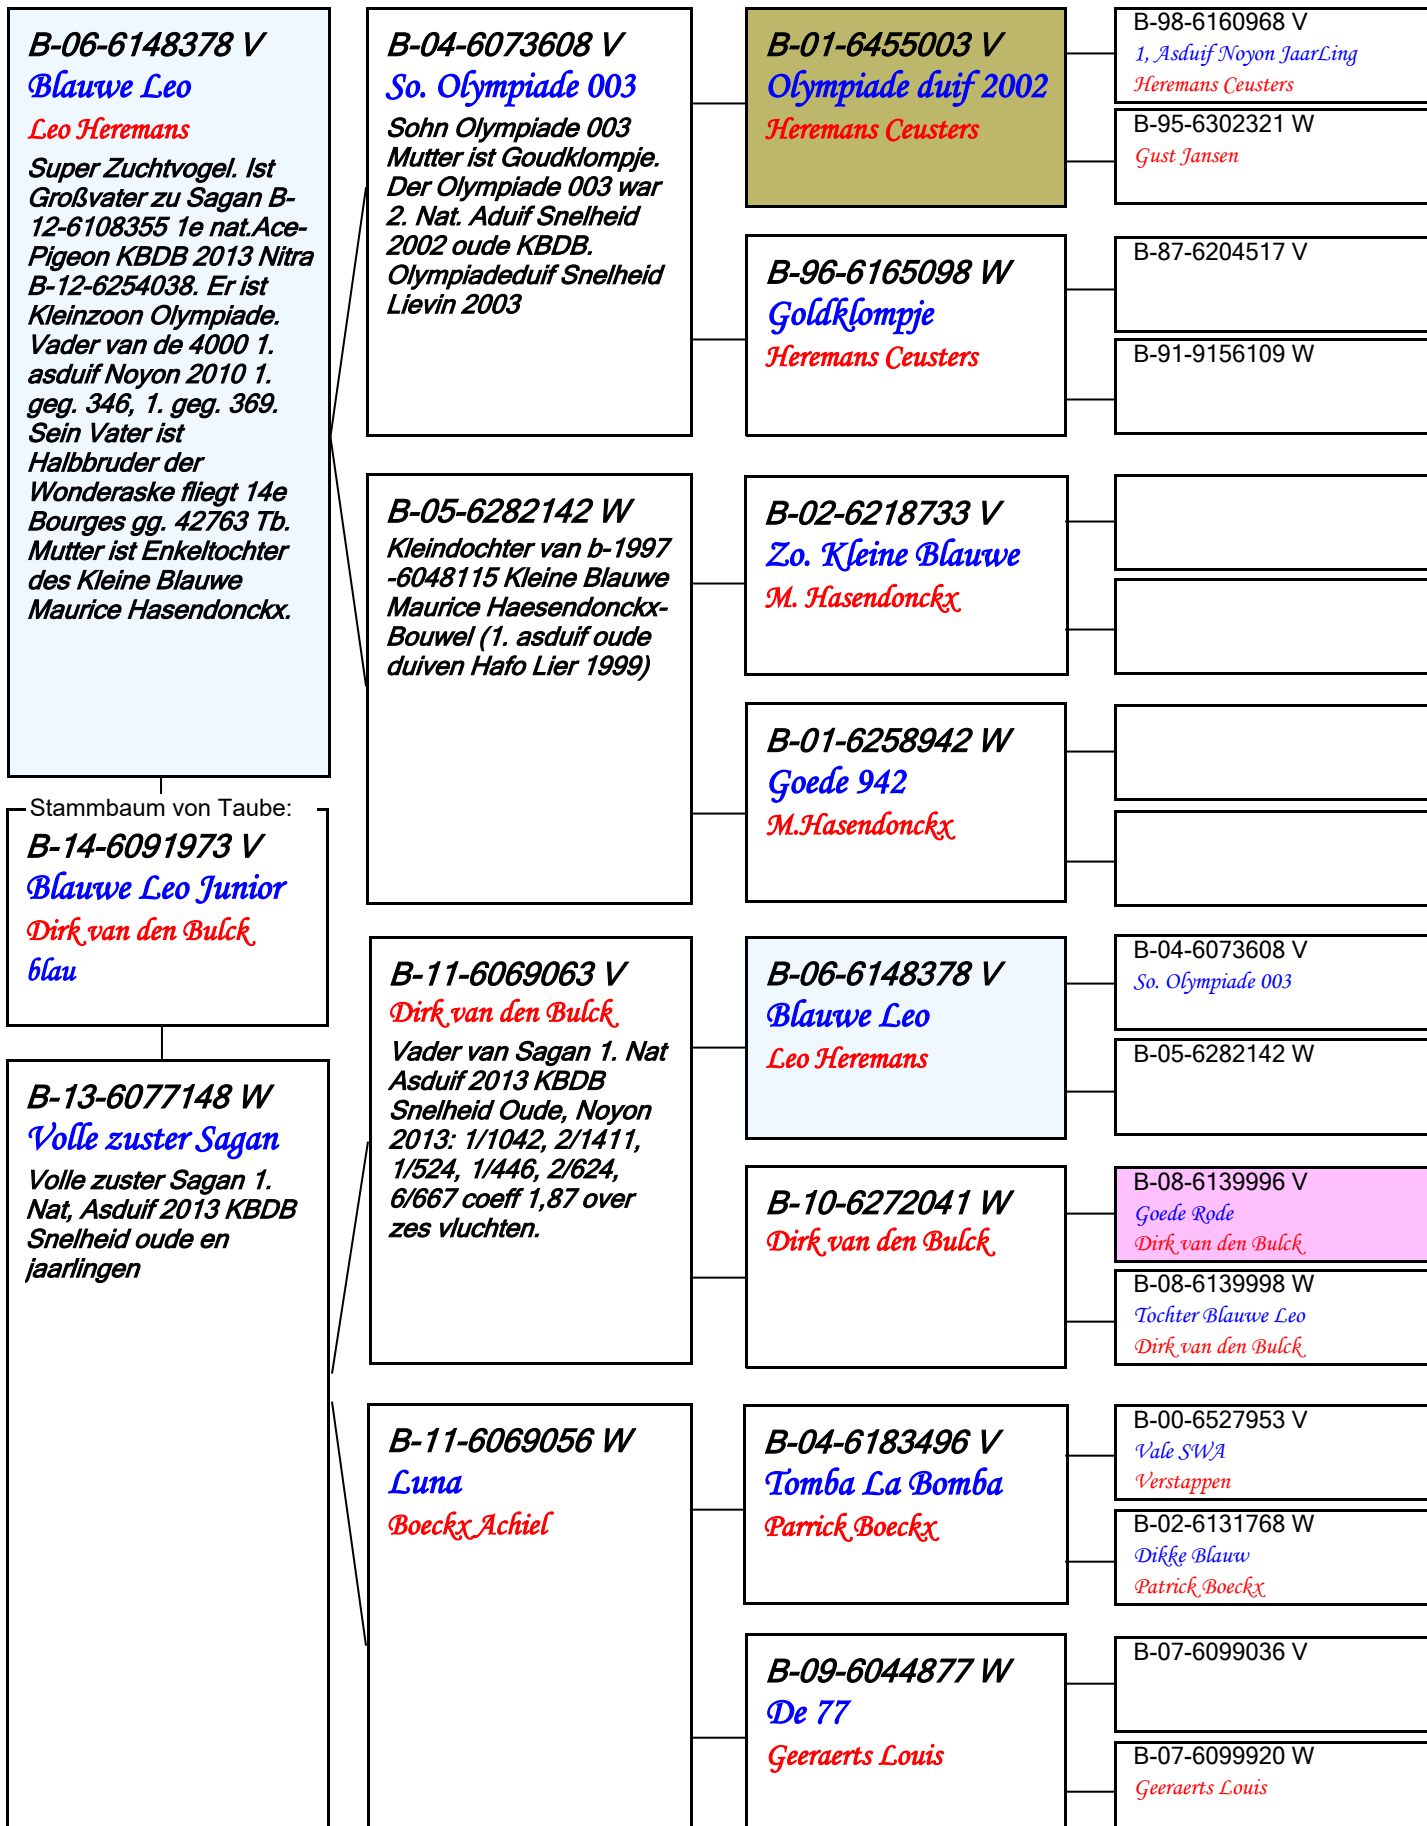 B-06-6148378 V
Blauwe Leo
Leo Heremans
Super Zuchtvogel. Ist
Großvater zu Sagan B-
12-6108355 1e nat.Ace-
Pigeon KBDB 2013 Nitra
B-12-6254038. Er ist
Kleinzoon Olympiade.
Vader van de 4000 1.
asduif Noyon 2010 1.
geg. 346, 1. geg. 369.
Sein Vater ist
Halbbruder der
Wonderaske fliegt 14e
Bourges gg. 42763 Tb.
Mutter ist Enkeltochter
des Kleine Blauwe
Maurice Hasendonckx.
Stammbaum von Taube:
B-14-6091973 V
Blauwe Leo Junior
Dirk van den Bulck
blau
B-13-6077148 W
Volle zuster Sagan
Volle zuster Sagan 1.
Nat, Asduif 2013 KBDB
Snelheid oude en
jaarlingen
B-04-6073608 V
So. Olympiade 003
Sohn Olympiade 003
Mutter ist Goudklompje.
Der Olympiade 003 war
2. Nat. Aduif Snelheid
2002 oude KBDB.
Olympiadeduif Snelheid
Lievin 2003
B-05-6282142 W
Kleindochter van b-1997
-6048115 Kleine Blauwe
Maurice Haesendonckx-
Bouwel (1. asduif oude
duiven Hafo Lier 1999)
B-11-6069063 V
Dirk van den Bulck
Vader van Sagan 1. Nat
Asduif 2013 KBDB
Snelheid Oude, Noyon
2013: 1/1042, 2/1411,
1/524, 1/446, 2/624,
6/667 coeff 1,87 over
zes vluchten.
B-11-6069056 W
Luna
Boeckx Achiel
B-01-6455003 V
Olympiade duif 2002
Heremans Ceusters
B-96-6165098 W
Goldklompje
Heremans Ceusters
B-02-6218733 V
Zo. Kleine Blauwe
M. Hasendonckx
B-01-6258942 W
Goede 942
M.Hasendonckx
B-06-6148378 V
Blauwe Leo
Leo Heremans
B-10-6272041 W
Dirk van den Bulck
B-04-6183496 V
Tomba La Bomba
Parrick Boeckx
B-09-6044877 W
De 77
Geeraerts Louis
B-98-6160968 V
1, Asduif Noyon JaarLing
Heremans Ceusters
B-95-6302321 W
Gust Jansen
B-87-6204517 V
B-91-9156109 W
B-04-6073608 V
So. Olympiade 003
B-05-6282142 W
B-08-6139996 V
Goede Rode
Dirk van den Bulck
B-08-6139998 W
Tochter Blauwe Leo
Dirk van den Bulck
B-00-6527953 V
Vale SWA
Verstappen
B-02-6131768 W
Dikke Blauw
Patrick Boeckx
B-07-6099036 V
B-07-6099920 W
Geeraerts Louis